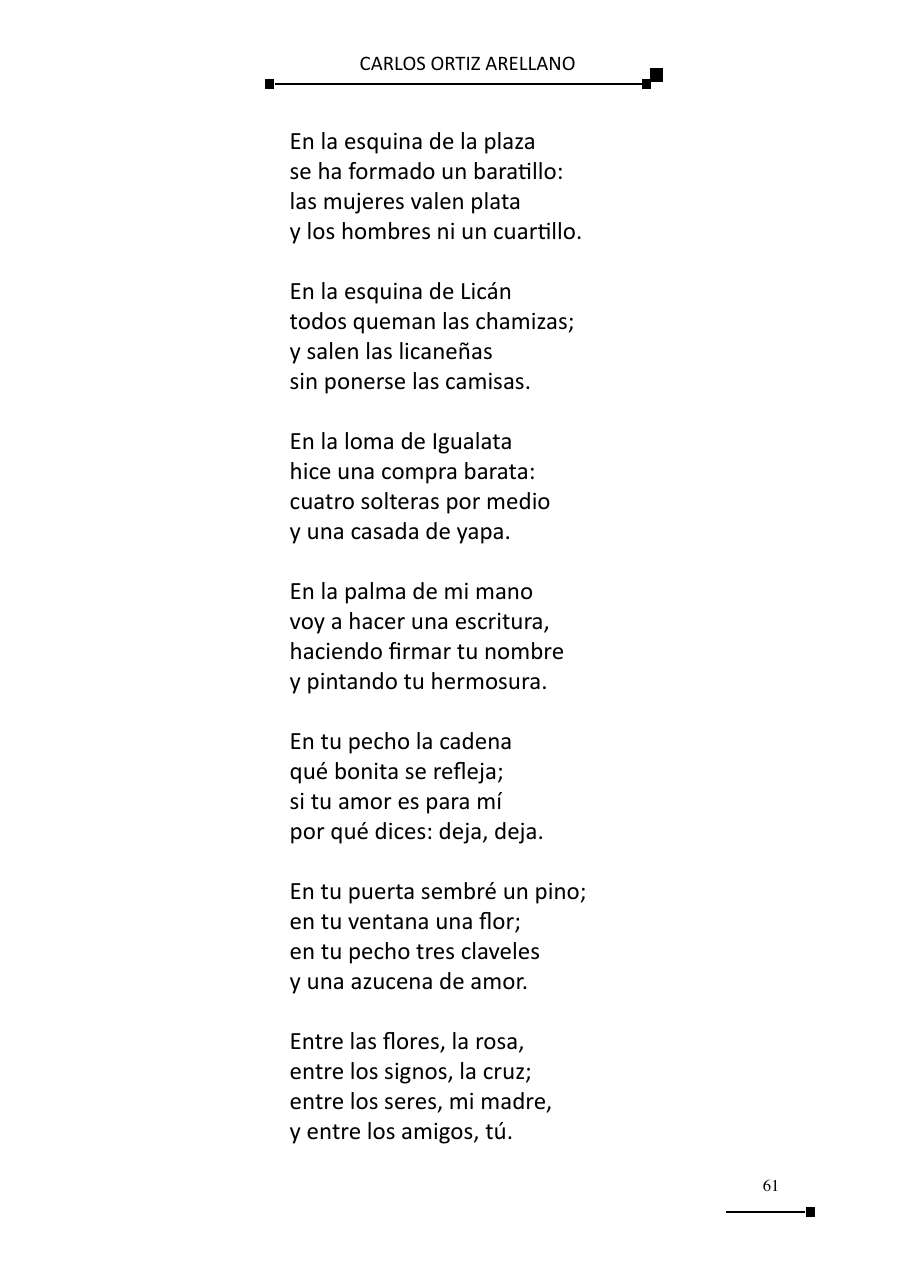 CARLOS ORTIZ ARELLANO
En la esquina de la plaza
se ha formado un baratillo:
las mujeres valen plata
y los hombres ni un cuartillo.
En la esquina de Licán
todos queman las chamizas;
y salen las licaneñas
sin ponerse las camisas.
En la loma de Igualata
hice una compra barata:
cuatro solteras por medio
y una casada de yapa.
En la palma de mi mano
voy a hacer una escritura,
haciendo firmar tu nombre
y pintando tu hermosura.
En tu pecho la cadena
qué bonita se refleja;
si tu amor es para mí
por qué dices: deja, deja.
En tu puerta sembré un pino;
en tu ventana una flor;
en tu pecho tres claveles
y una azucena de amor.
Entre las flores, la rosa,
entre los signos, la cruz;
entre los seres, mi madre,
y entre los amigos, tú.
61